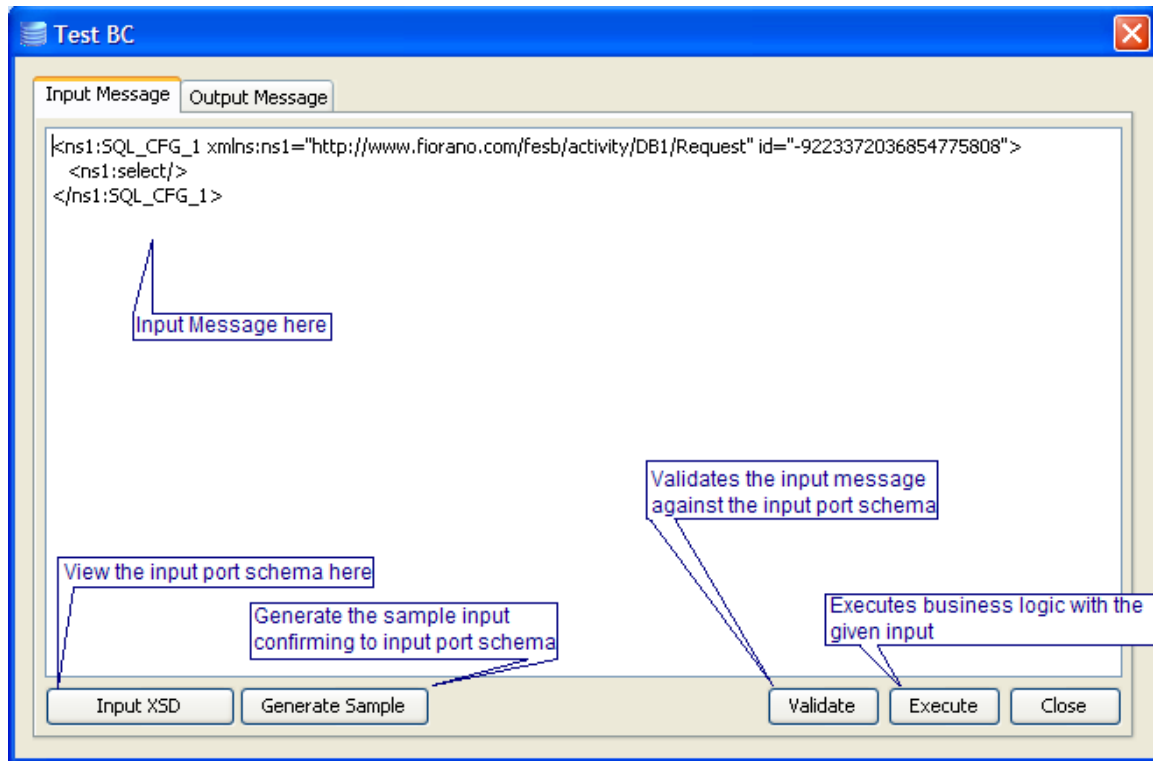 Test BC
Input Message
Output Message
<ns1:SQL_CFG_1 xmlns:ns1="http://www.fiorano.com/fesb/activity/DB1/Request" id="-9223372036854775808">
<ns1:select/>
</ns1:SQL_CFG_1>
Input Message here
Validates the input message
against the input port schema
View the input port schema here
Generate the sample input
confirming to input port schema
Executes business logic with the
given input
Input XSD
Generate Sample
Validate
Execute
Close